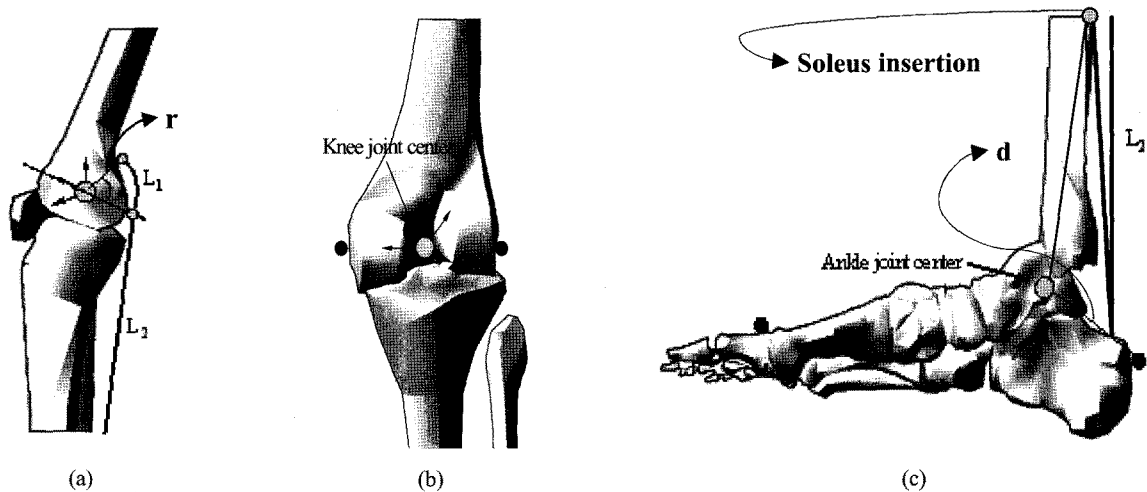 r
L1
L2
(a)
Knee joint center
(b)
Soleus insertion
L2
d
Ankle joint center
(c)